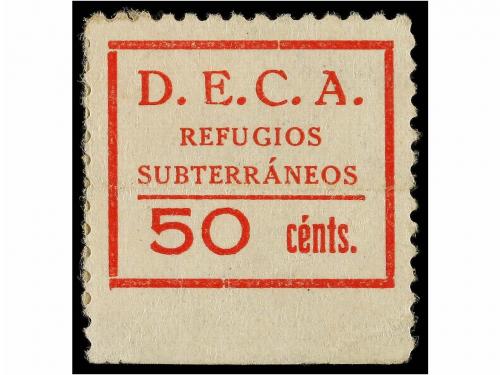 D. E. C. A.
REFUGIOS
SUBTERRÁNEOS
50 cénts.